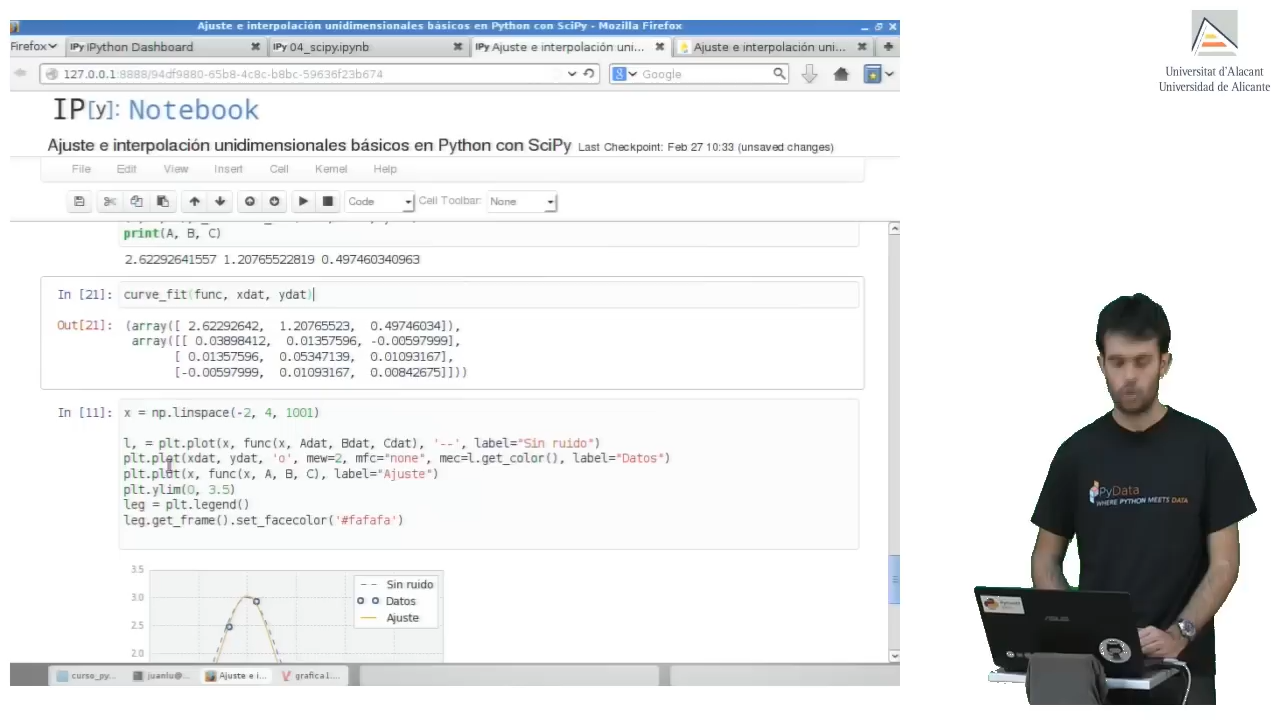 Ajuste e interpolación unidimensionales básicos en Python con SciPy - Mozilla Firefox
Firefox
IPy IPython Dashboard
IPy 04_scipy.ipynb
IPy Ajuste e interpolación uni...
Ajuste e interpolación uni...
127.0.0.1:8888/94df9880-65b8-4c8c-b8bc-59636f23b674
Google
IP[y]: Notebook
Ajuste e interpolación unidimensionales básicos en Python con SciPy Last Checkpoint: Feb 27 10:33 (unsaved changes)
File Edit View Insert Cell Kernel Help
Code Cell Toolbar: None
print(A, B, C)
2.62292641557 1.20765522819 0.497460340963
In [21]: curve_fit(func, xdat, ydat)
Out[21]: (array([ 2.62292642, 1.20765523, 0.49746034]),
array([[ 0.03898412, 0.01357596, -0.00597999],
[ 0.01357596, 0.05347139, 0.01093167],
[-0.00597999, 0.01093167, 0.00842675]]))
In [11]: x = np.linspace(-2, 4, 1001)
l, = plt.plot(x, func(x, Adat, Bdat, Cdat), '--', label="Sin ruido")
plt.plot(xdat, ydat, 'o', mew=2, mfc="none", mec=l.get_color(), label="Datos")
plt.plot(x, func(x, A, B, C), label="Ajuste")
plt.ylim(0, 3.5)
leg = plt.legend()
leg.get_frame().set_facecolor('#fafafa')
3.5
3.0
2.5
2.0
Sin ruido
Datos
Ajuste
curso_py...
juanlu@...
Ajuste e i...
grafica1....
Universitat d'Alacant
Universidad de Alicante
PyData
WHERE PYTHON MEETS DATA
ASUS